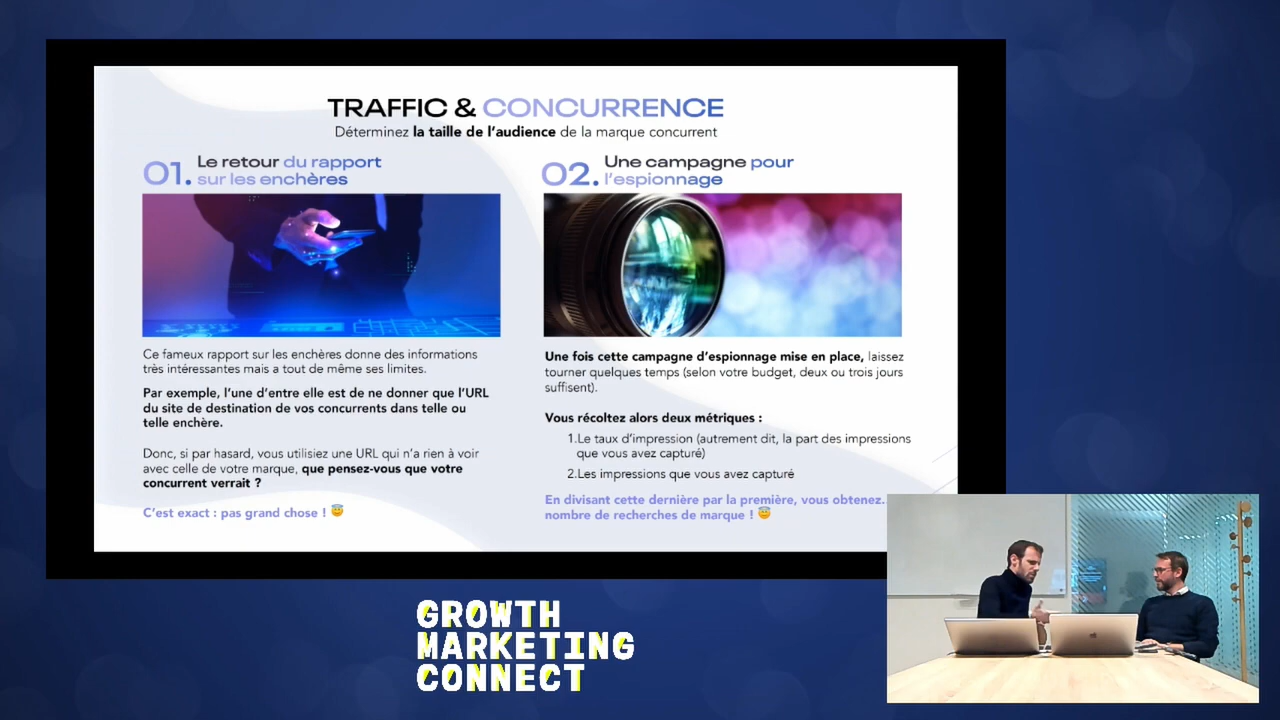 TRAFFIC & CONCURRENCE
Déterminez la taille de l'audience de la marque concurrent
01. Le retour du rapport
sur les enchères
Ce fameux rapport sur les enchères donne des informations
très intéressantes mais a tout de même ses limites.
Par exemple, l'une d'entre elle est de ne donner que l'URL
du site de destination de vos concurrents dans telle ou
telle enchère.
Donc, si par hasard, vous utilisiez une URL qui n'a rien à voir
avec celle de votre marque, que pensez-vous que votre
concurrent verrait ?
C'est exact : pas grand chose ! 😇
02. Une campagne pour
l'espionnage
Une fois cette campagne d'espionnage mise en place, laissez
tourner quelques temps (selon votre budget, deux ou trois jours
suffisent).
Vous récoltez alors deux métriques :
1.Le taux d'impression (autrement dit, la part des impressions
que vous avez capturé)
2.Les impressions que vous avez capturé
En divisant cette dernière par la première, vous obtenez..
nombre de recherches de marque ! 😇
GROWTH
MARKETING
CONNECT